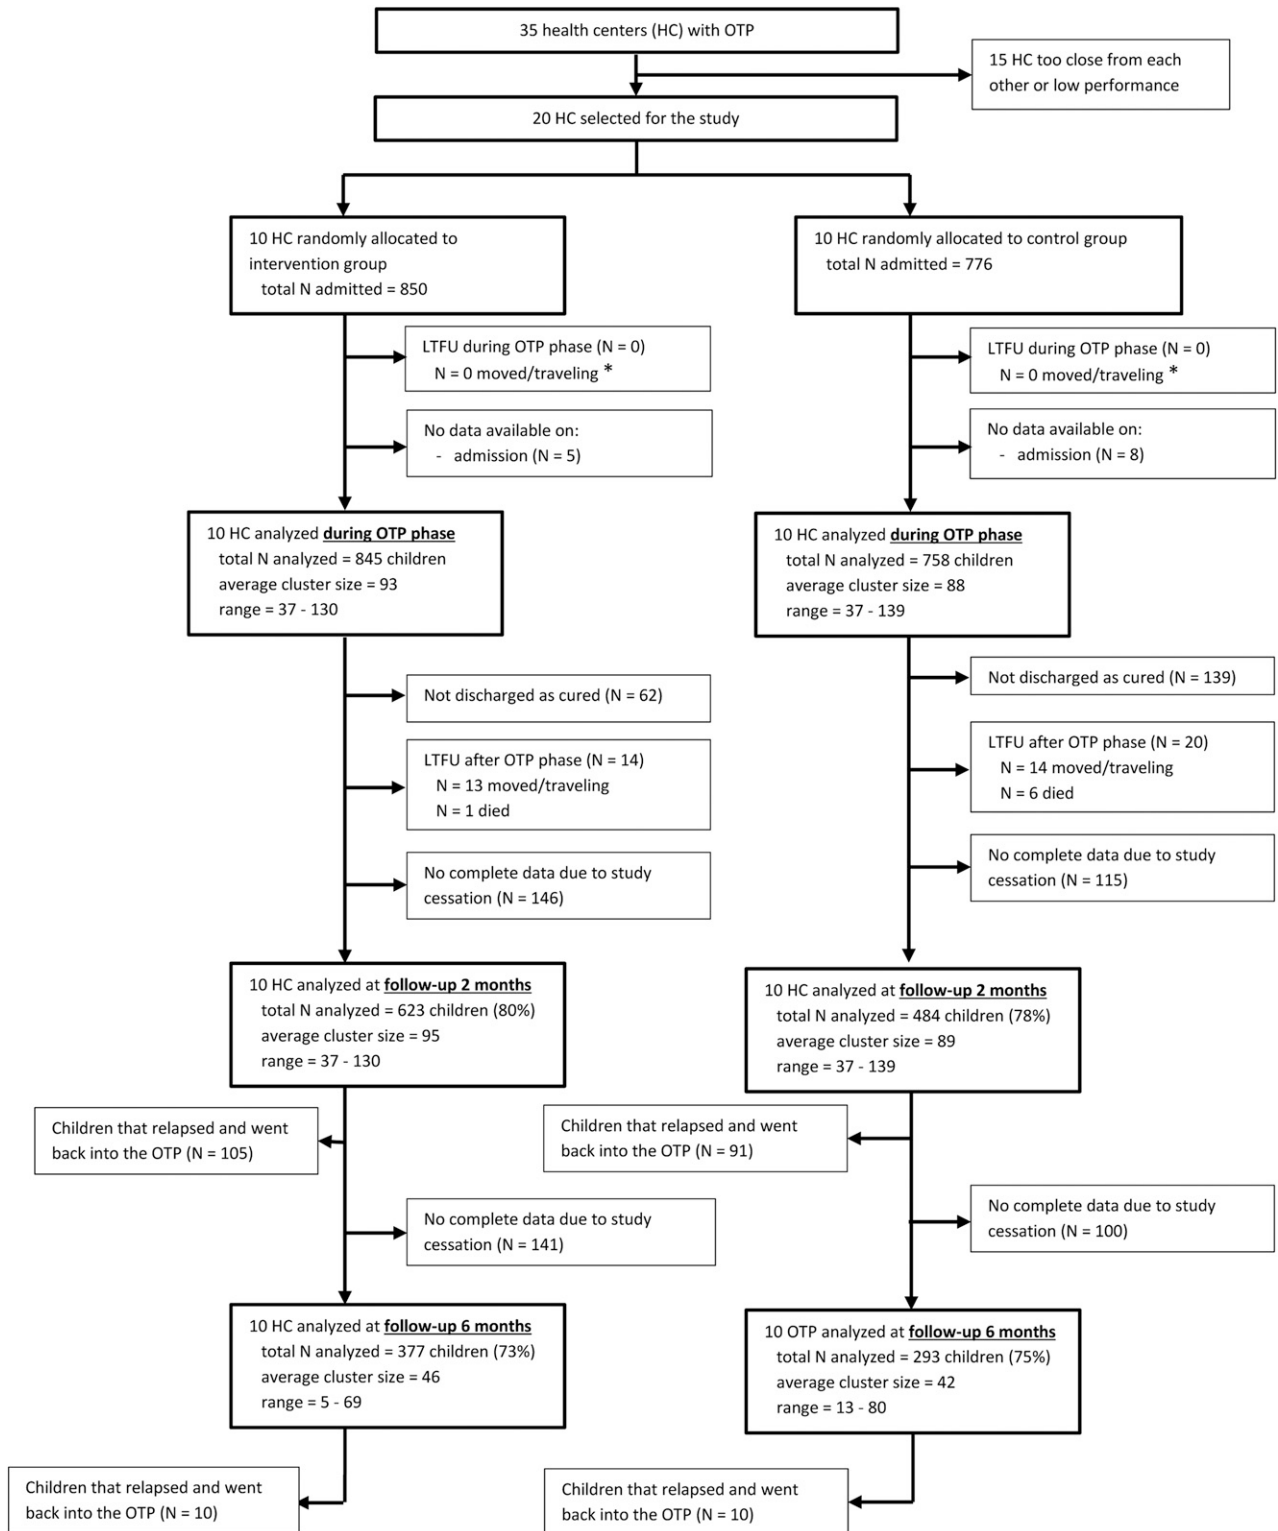 35 health centers (HC) with OTP
15 HC too close from each
other or low performance
20 HC selected for the study
10 HC randomly allocated to
intervention group
total N admitted = 850
10 HC randomly allocated to control group
total N admitted = 776
LTFU during OTP phase (N = 0)
N = 0 moved/traveling *
LTFU during OTP phase (N = 0)
N = 0 moved/traveling *
No data available on:
- admission (N = 5)
No data available on:
- admission (N = 8)
10 HC analyzed during OTP phase
total N analyzed = 845 children
average cluster size = 93
range = 37 - 130
10 HC analyzed during OTP phase
total N analyzed = 758 children
average cluster size = 88
range = 37 - 139
Not discharged as cured (N = 62)
Not discharged as cured (N = 139)
LTFU after OTP phase (N = 14)
N = 13 moved/traveling
N = 1 died
LTFU after OTP phase (N = 20)
N = 14 moved/traveling
N = 6 died
No complete data due to study
cessation (N = 146)
No complete data due to study
cessation (N = 115)
10 HC analyzed at follow-up 2 months
total N analyzed = 623 children (80%)
average cluster size = 95
range = 37 - 130
10 HC analyzed at follow-up 2 months
total N analyzed = 484 children (78%)
average cluster size = 89
range = 37 - 139
Children that relapsed and went
back into the OTP (N = 105)
Children that relapsed and went
back into the OTP (N = 91)
No complete data due to study
cessation (N = 141)
No complete data due to study
cessation (N = 100)
10 HC analyzed at follow-up 6 months
total N analyzed = 377 children (73%)
average cluster size = 46
range = 5 - 69
10 OTP analyzed at follow-up 6 months
total N analyzed = 293 children (75%)
average cluster size = 42
range = 13 - 80
Children that relapsed and went
back into the OTP (N = 10)
Children that relapsed and went
back into the OTP (N = 10)